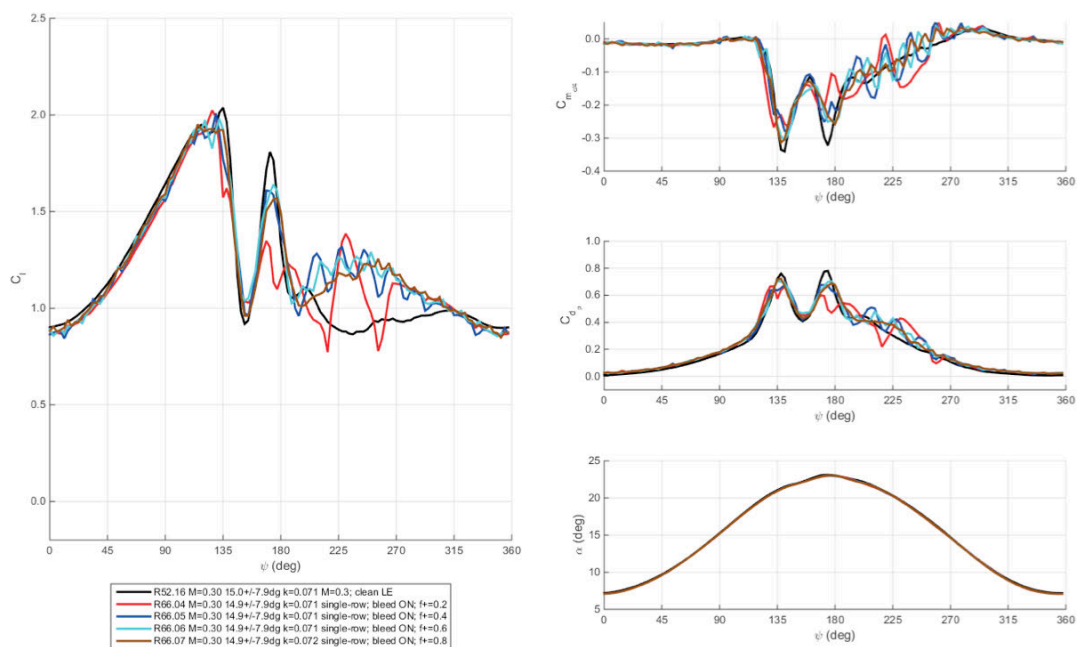 2.5
2.0
1.5
1.0
0.5
0.0
C_l
0 45 90 135 180 225 270 315 360
ψ (deg)
R52.16 M=0.30 15.0+/-7.9dg k=0.071 M=0.3; clean LE
R66.04 M=0.30 14.9+/-7.9dg k=0.071 single-row; bleed ON; f+=0.2
R66.05 M=0.30 14.9+/-7.9dg k=0.071 single-row; bleed ON; f+=0.4
R66.06 M=0.30 14.9+/-7.9dg k=0.071 single-row; bleed ON; f+=0.6
R66.07 M=0.30 14.9+/-7.9dg k=0.072 single-row; bleed ON; f+=0.8
0.0
-0.1
-0.2
-0.3
-0.4
0 45 90 135 180 225 270 315 360
ψ (deg)
1.0
0.8
0.6
0.4
0.2
0.0
0 45 90 135 180 225 270 315 360
ψ (deg)
25
20
15
10
5
α (deg)
0 45 90 135 180 225 270 315 360
ψ (deg)